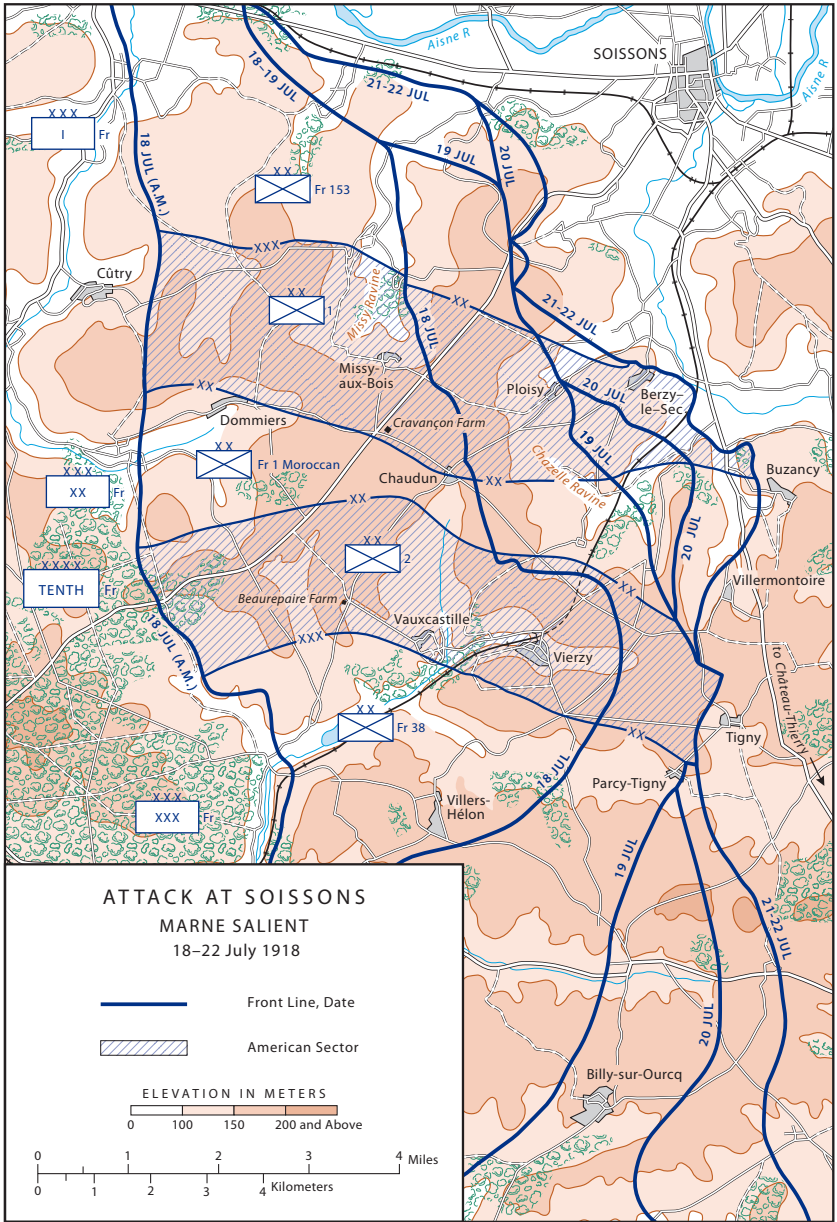 Aisne R
SOISSONS
Aisne R
18–19 JUL
21-22 JUL
XXX
I Fr
18 JUL (A.M.)
19 JUL
20 JUL
XX
Fr 153
XXX
Cûtry
XX
1
Missy Ravine
XX
18 JUL
21-22 JUL
Missy-
aux-Bois
Ploisy
20 JUL
Berzy–
le–Sec
XX
Dommiers
Cravançon Farm
19 JUL
XX
Fr 1 Moroccan
Chaudun
XX
Chazelle Ravine
Buzancy
XXX
XX Fr
XX
20 JUL
XX
2
XXXX
TENTH Fr
XX
Villermontoire
Beaurepaire Farm
Vauxcastille
18 JUL (A.M.)
XXX
Vierzy
to Château-Thierry
XX
Fr 38
XX
Tigny
18 JUL
Parcy-Tigny
XXX
XXX Fr
Villers-
Hélon
19 JUL
21-22 JUL
20 JUL
Billy-sur-Ourcq
ATTACK AT SOISSONS
MARNE SALIENT
18–22 July 1918
Front Line, Date
American Sector
ELEVATION IN METERS
0 100 150 200 and Above
0 1 2 3 4 Miles
0 1 2 3 4 Kilometers